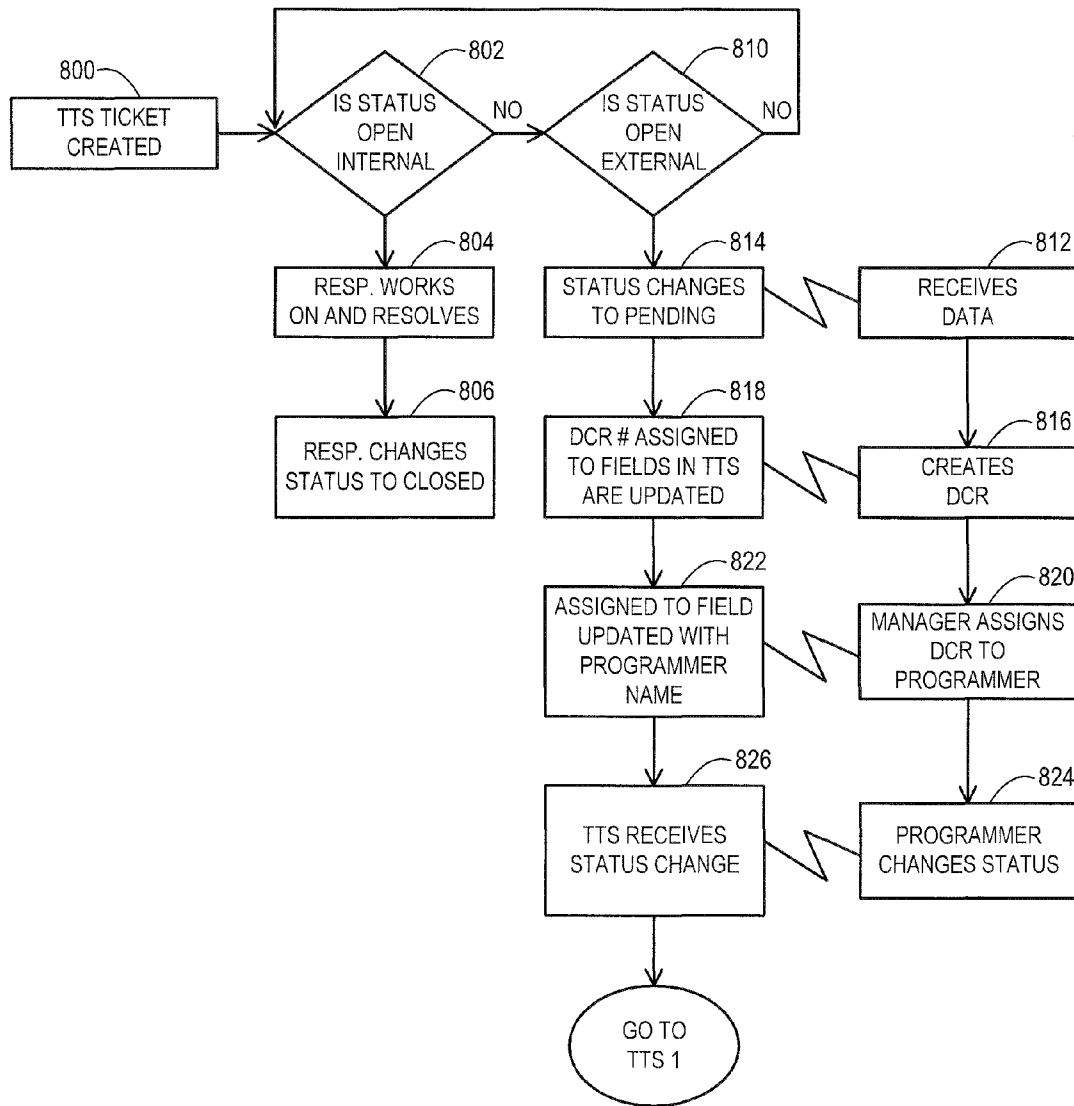 800
TTS TICKET
CREATED
802
IS STATUS
OPEN
INTERNAL
NO
810
IS STATUS
OPEN
EXTERNAL
NO
804
RESP. WORKS
ON AND RESOLVES
806
RESP. CHANGES
STATUS TO CLOSED
814
STATUS CHANGES
TO PENDING
812
RECEIVES
DATA
818
DCR # ASSIGNED
TO FIELDS IN TTS
ARE UPDATED
816
CREATES
DCR
822
ASSIGNED TO FIELD
UPDATED WITH
PROGRAMMER
NAME
820
MANAGER ASSIGNS
DCR TO
PROGRAMMER
826
TTS RECEIVES
STATUS CHANGE
824
PROGRAMMER
CHANGES STATUS
GO TO
TTS 1